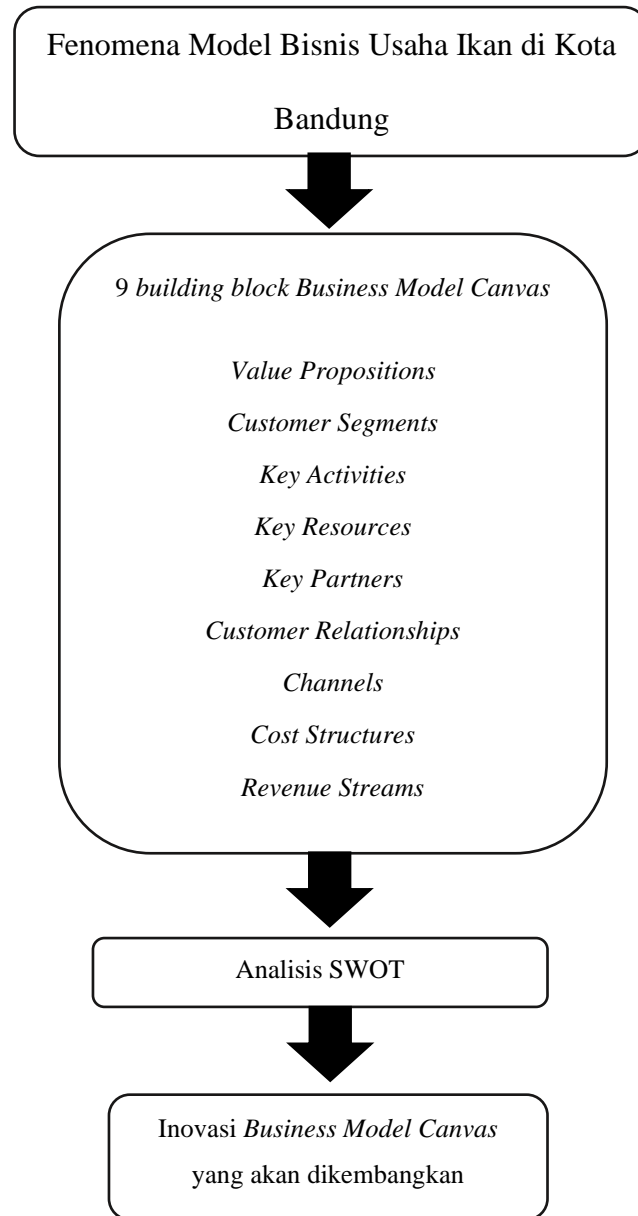 Fenomena Model Bisnis Usaha Ikan di Kota
Bandung
9 building block Business Model Canvas
Value Propositions
Customer Segments
Key Activities
Key Resources
Key Partners
Customer Relationships
Channels
Cost Structures
Revenue Streams
Analisis SWOT
Inovasi Business Model Canvas
yang akan dikembangkan